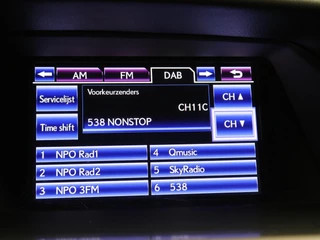 AM FM DAB
Servicelijst
Voorkeurzenders
CH ▲
CH11C
Time shift
538 NONSTOP
CH ▼
1 NPO Rad1
4 Qmusic
2 NPO Rad2
5 SkyRadio
3 NPO 3FM
6 538